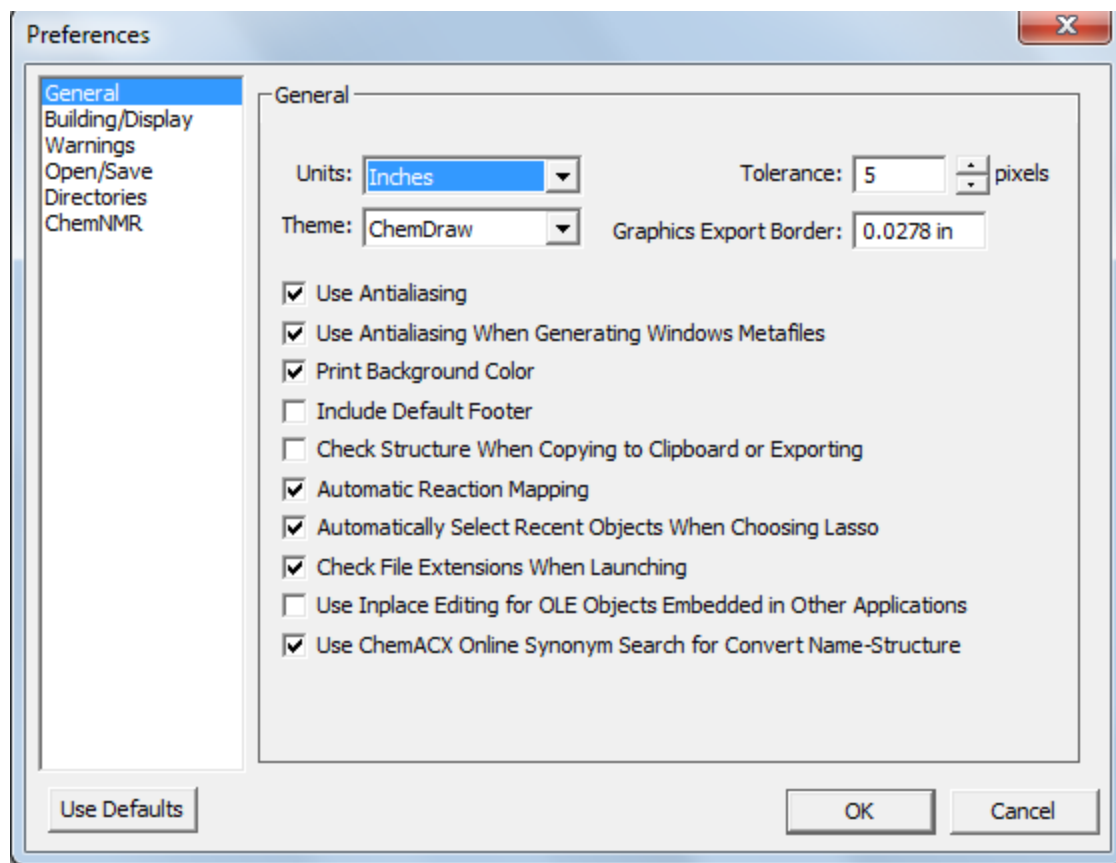 Preferences
General
Building/Display
Warnings
Open/Save
Directories
ChemNMR
General
Units: Inches
Tolerance: 5 pixels
Theme: ChemDraw
Graphics Export Border: 0.0278 in
Use Antialiasing
Use Antialiasing When Generating Windows Metafiles
Print Background Color
Include Default Footer
Check Structure When Copying to Clipboard or Exporting
Automatic Reaction Mapping
Automatically Select Recent Objects When Choosing Lasso
Check File Extensions When Launching
Use Inplace Editing for OLE Objects Embedded in Other Applications
Use ChemACX Online Synonym Search for Convert Name-Structure
Use Defaults
OK
Cancel